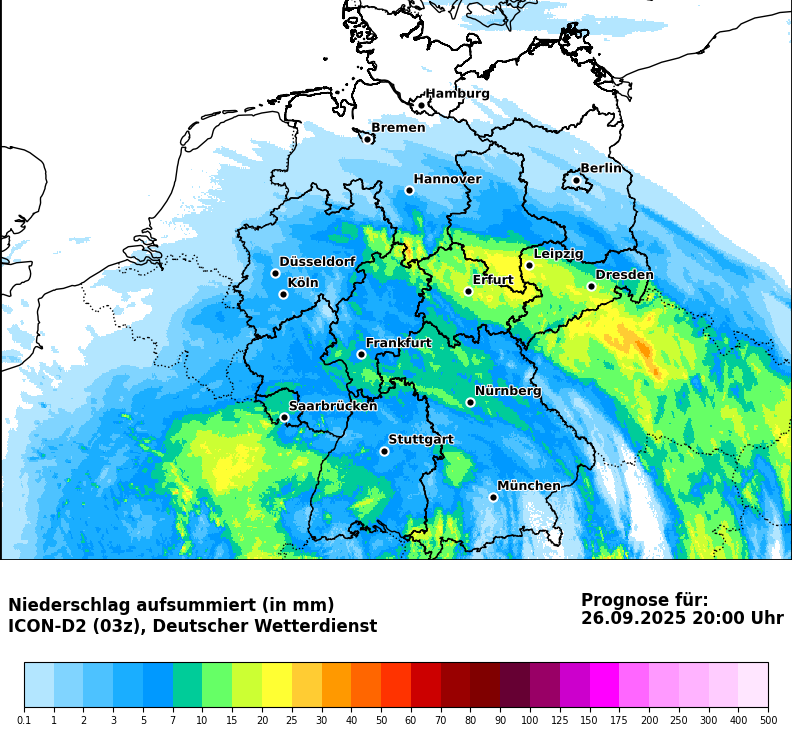 Hamburg
Bremen
Berlin
Hannover
Leipzig
Düsseldorf
Dresden
Erfurt
Köln
Frankfurt
Nürnberg
Saarbrücken
Stuttgart
München
Niederschlag aufsummiert (in mm)
ICON-D2 (03z), Deutscher Wetterdienst
Prognose für:
26.09.2025 20:00 Uhr
0.1 1 2 3 5 7 10 15 20 25 30 40 50 60 70 80 90 100 125 150 175 200 250 300 400 500